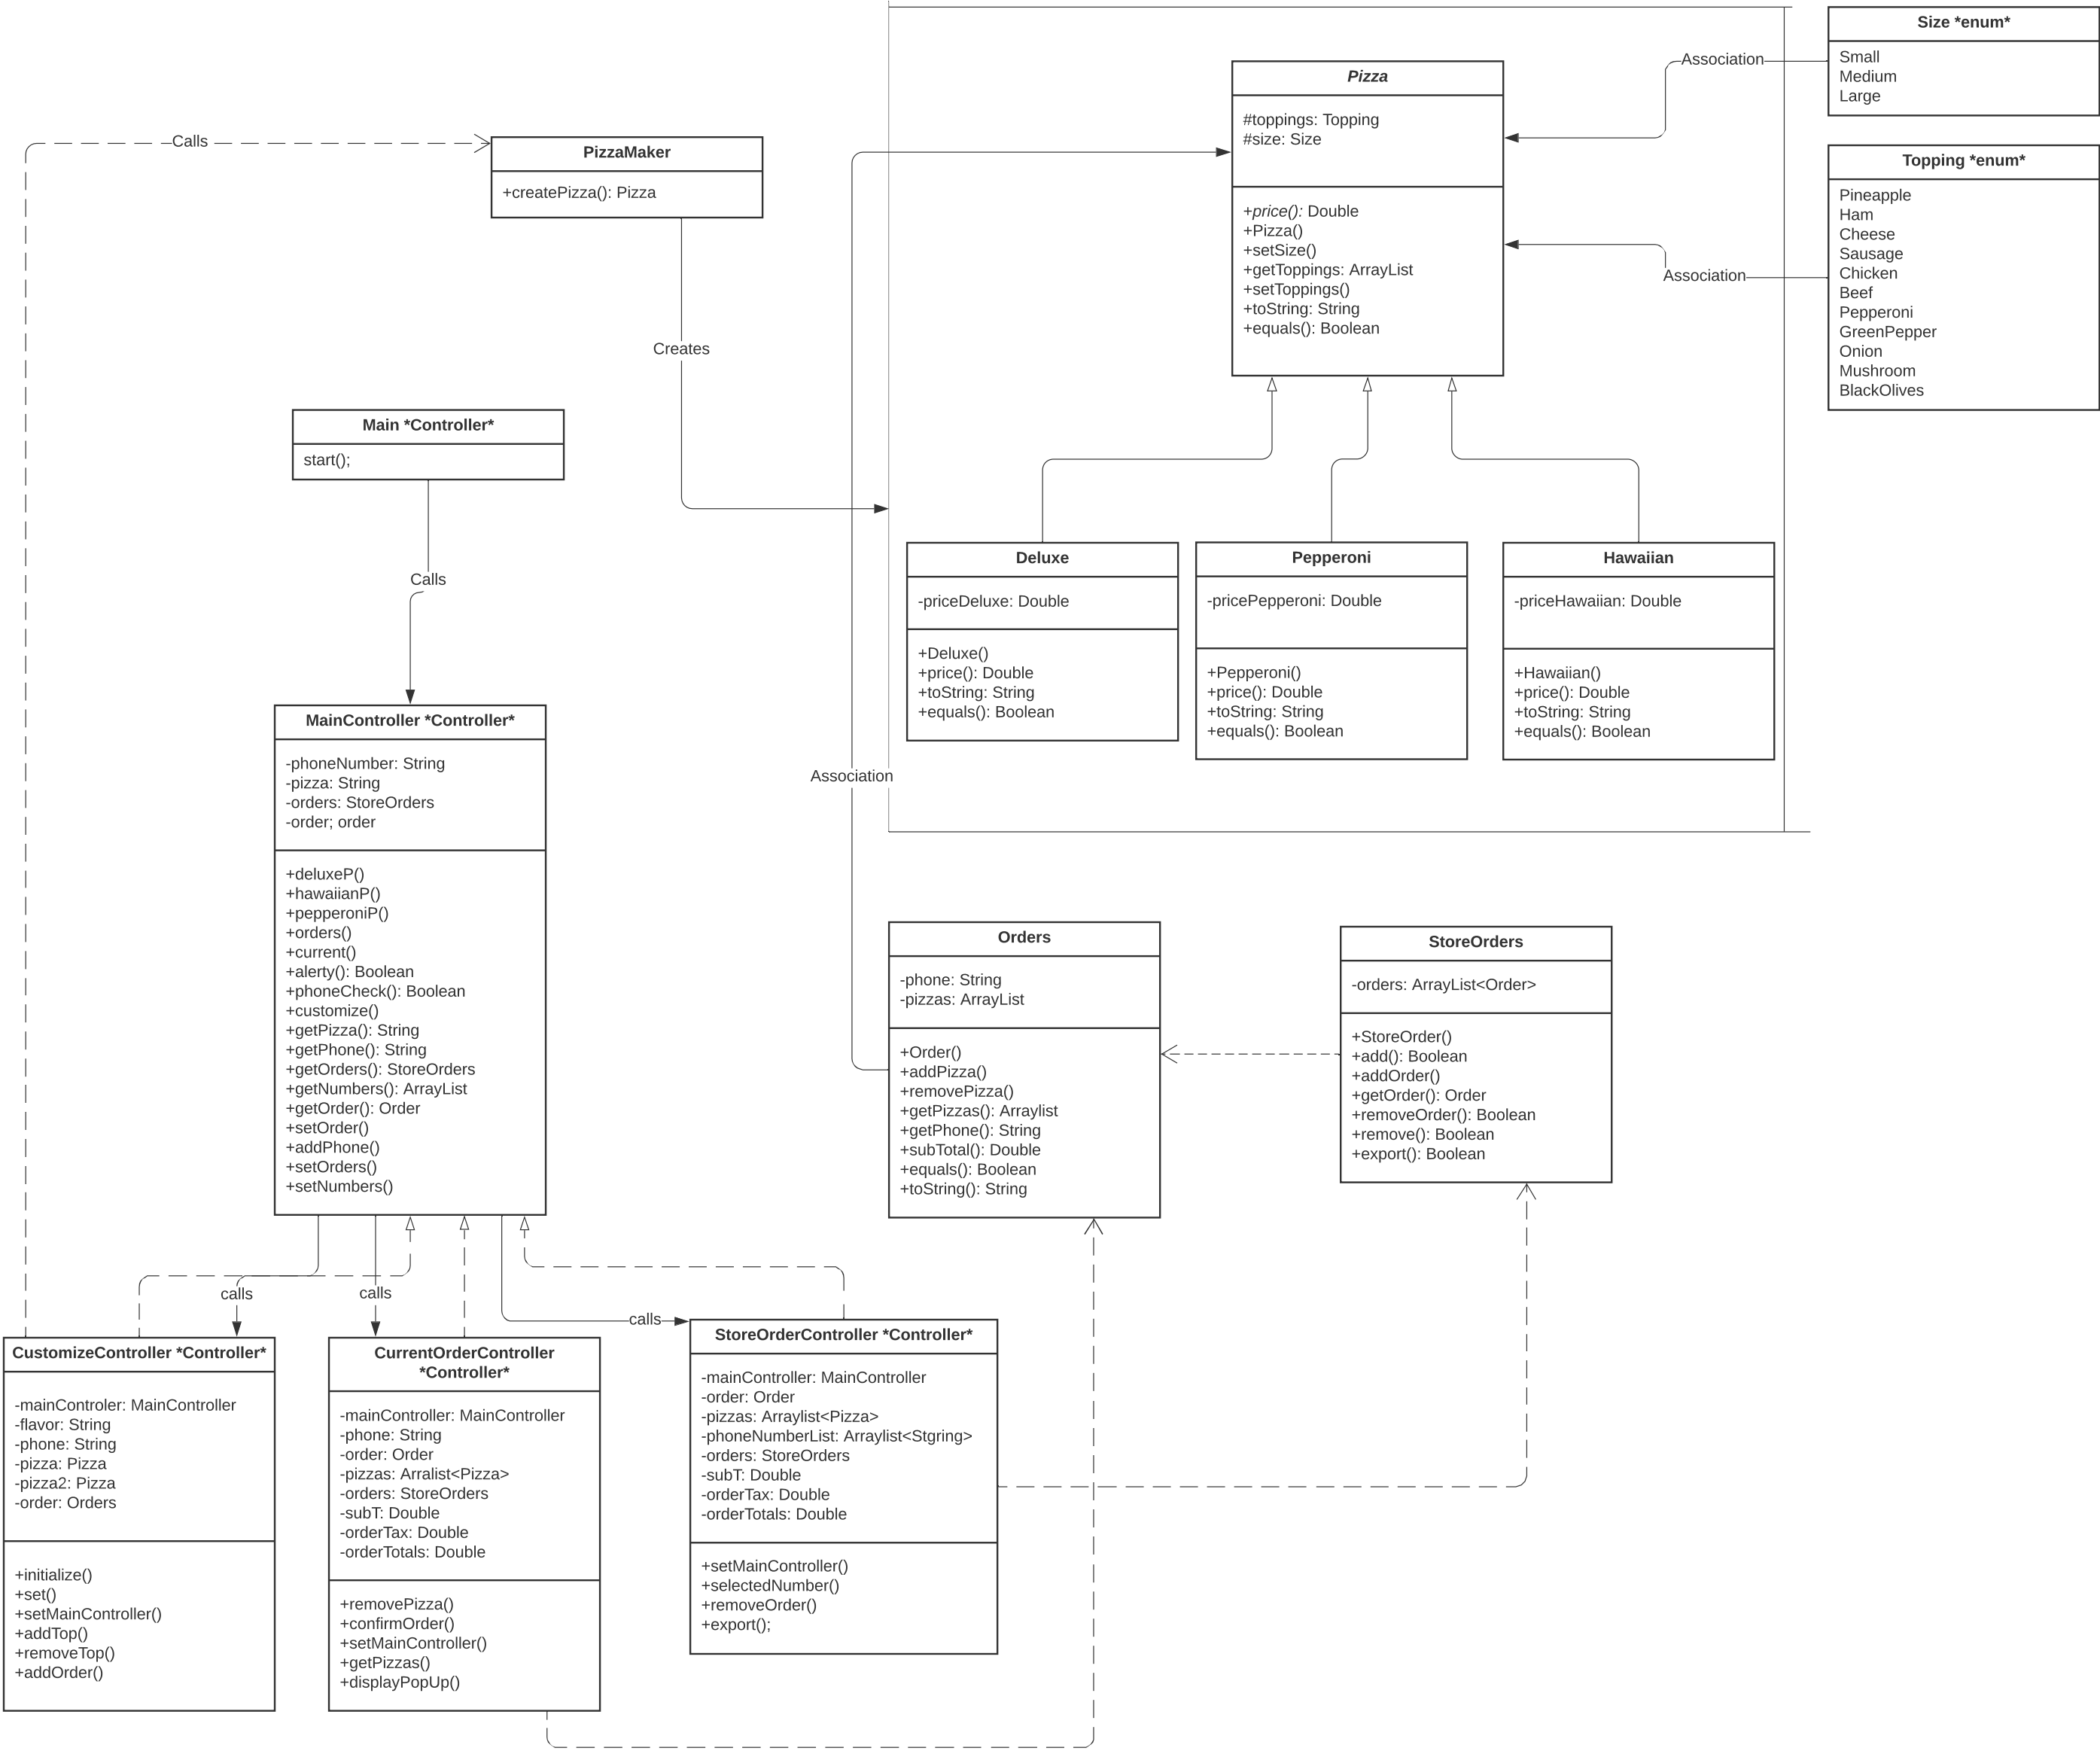 Size *enum*
Small
Medium
Large
Association
Pizza
#toppings: Topping
#size: Size
+price(): Double
+Pizza()
+setSize()
+getToppings: ArrayList
+setToppings()
+toString: String
+equals(): Boolean
Topping *enum*
Pineapple
Ham
Cheese
Sausage
Chicken
Beef
Pepperoni
GreenPepper
Onion
Mushroom
BlackOlives
Association
Calls
PizzaMaker
+createPizza(): Pizza
Creates
Main *Controller*
start();
Calls
Deluxe
-priceDeluxe: Double
+Deluxe()
+price(): Double
+toString: String
+equals(): Boolean
Pepperoni
-pricePepperoni: Double
+Pepperoni()
+price(): Double
+toString: String
+equals(): Boolean
Hawaiian
-priceHawaiian: Double
+Hawaiian()
+price(): Double
+toString: String
+equals(): Boolean
Association
MainController *Controller*
-phoneNumber: String
-pizza: String
-orders: StoreOrders
-order; order
+deluxeP()
+hawaiianP()
+pepperoniP()
+orders()
+current()
+alerty(): Boolean
+phoneCheck(): Boolean
+customize()
+getPizza(): String
+getPhone(): String
+getOrders(): StoreOrders
+getNumbers(): ArrayList
+getOrder(): Order
+setOrder()
+addPhone()
+setOrders()
+setNumbers()
Orders
-phone: String
-pizzas: ArrayList
+Order()
+addPizza()
+removePizza()
+getPizzas(): Arraylist
+getPhone(): String
+subTotal(): Double
+equals(): Boolean
+toString(): String
StoreOrders
-orders: ArrayList<Order>
+StoreOrder()
+add(): Boolean
+addOrder()
+getOrder(): Order
+removeOrder(): Boolean
+remove(): Boolean
+export(): Boolean
calls
calls
calls
CustomizeController *Controller*
-mainControler: MainController
-flavor: String
-phone: String
-pizza: Pizza
-pizza2: Pizza
-order: Orders
+initialize()
+set()
+setMainController()
+addTop()
+removeTop()
+addOrder()
CurrentOrderController
*Controller*
-mainController: MainController
-phone: String
-order: Order
-pizzas: Arralist<Pizza>
-orders: StoreOrders
-subT: Double
-orderTax: Double
-orderTotals: Double
+removePizza()
+confirmOrder()
+setMainController()
+getPizzas()
+displayPopUp()
StoreOrderController *Controller*
-mainController: MainController
-order: Order
-pizzas: Arraylist<Pizza>
-phoneNumberList: Arraylist<Stgring>
-orders: StoreOrders
-subT: Double
-orderTax: Double
-orderTotals: Double
+setMainController()
+selectedNumber()
+removeOrder()
+export();